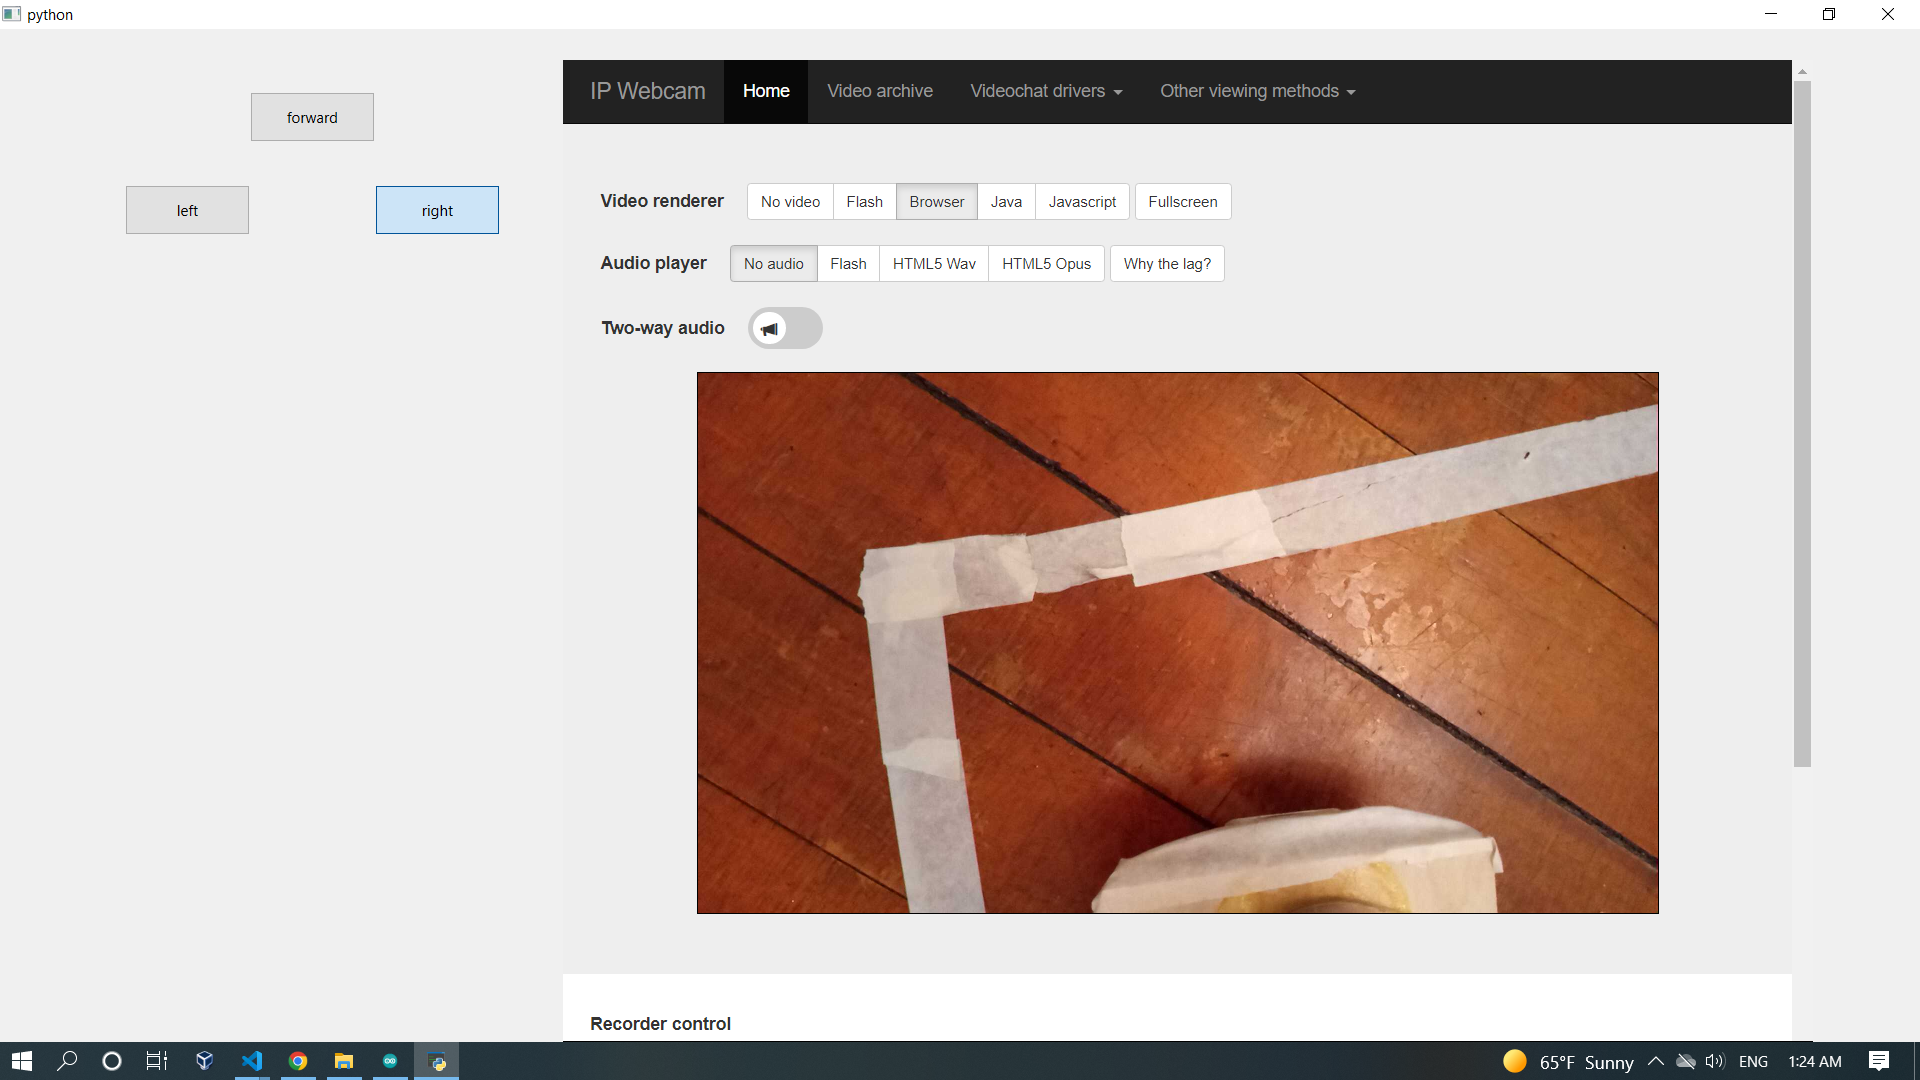 python
forward
left
right
IP Webcam Home Video archive Videochat drivers Other viewing methods
Video renderer No video Flash Browser Java Javascript Fullscreen
Audio player No audio Flash HTML5 Wav HTML5 Opus Why the lag?
Two-way audio
Recorder control
65°F Sunny ENG 1:24 AM